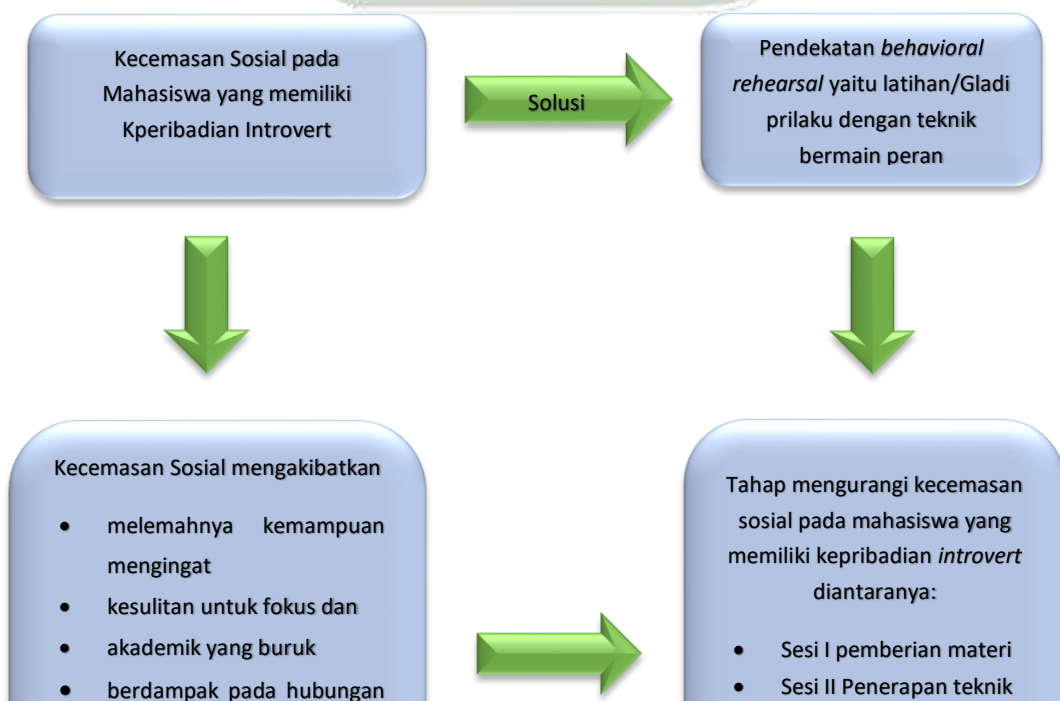 Kecemasan Sosial pada
Mahasiswa yang memiliki
Kperibadian Introvert
Solusi
Pendekatan behavioral
rehearsal yaitu latihan/Gladi
prilaku dengan teknik
bermain peran
Kecemasan Sosial mengakibatkan
• melemahnya kemampuan
mengingat
• kesulitan untuk fokus dan
• akademik yang buruk
• berdampak pada hubungan
Tahap mengurangi kecemasan
sosial pada mahasiswa yang
memiliki kepribadian introvert
diantaranya:
• Sesi I pemberian materi
• Sesi II Penerapan teknik